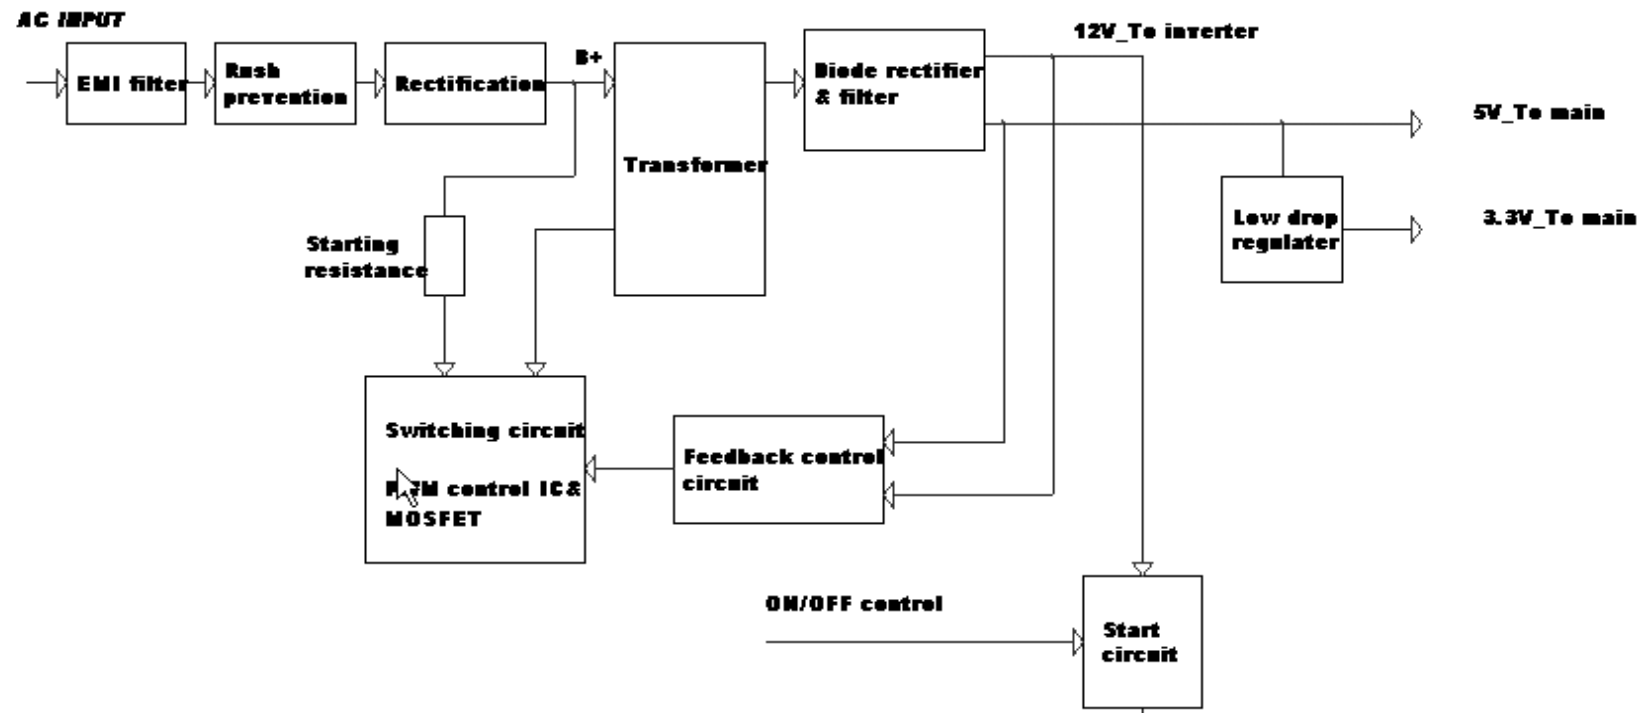 AC INPUT
EMI filter
Rush
prevention
Rectification
B+
Transformer
Diode rectifier
& filter
12V_To inverter
5V_To main
Low drop
regulater
3.3V_To main
Starting
resistance
Switching circuit
control IC&
MOSFET
Feedback control
circuit
ON/OFF control
Start
circuit